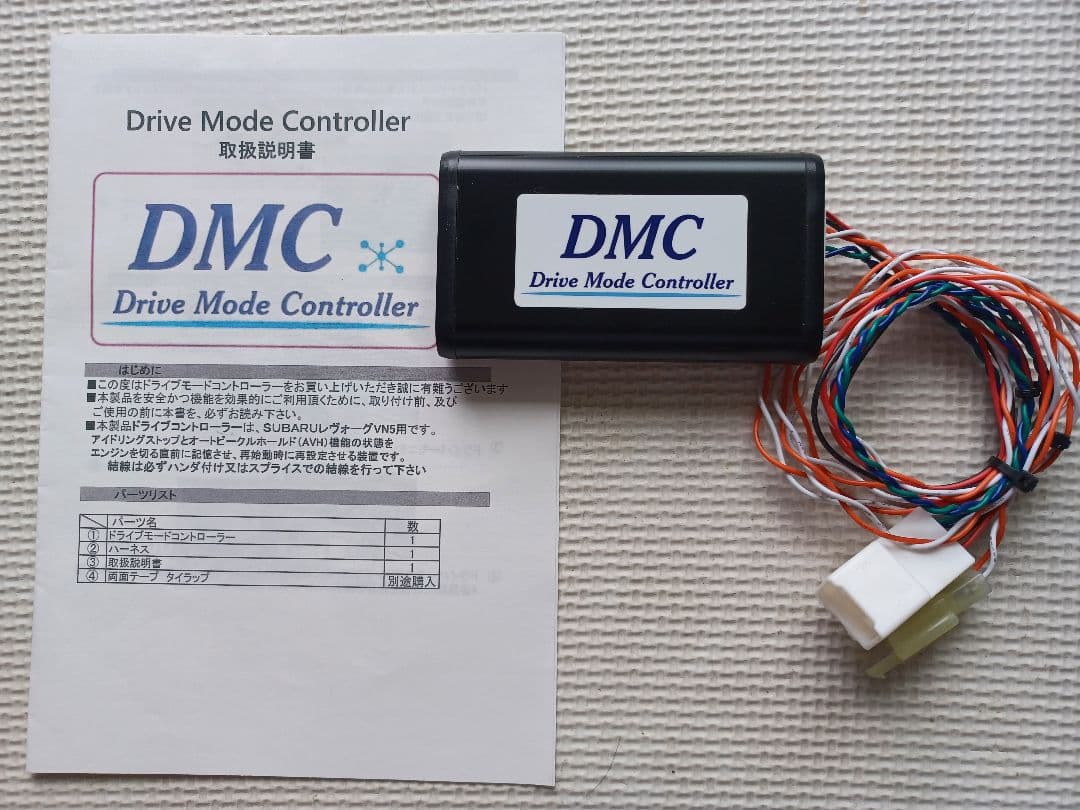 Drive Mode Controller
取扱説明書
DMC
Drive Mode Controller
DMC
Drive Mode Controller
はじめに
■この度はドライブモードコントローラーをお買い上げいただき誠に有難うございます
■本製品を安全かつ機能を効果的にご利用頂くために、取り付け前、及び
ご使用の前に本書を、必ずお読み下さい。
■本製品ドライブコントローラーは、SUBARUレヴォーグVN5用です。
アイドリングストップとオートビークルホールド(AVH)機能の状態を
エンジンを切る直前に記憶させ、再始動時に再設定させる装置です。
結線は必ずハンダ付け又はスプライスでの結線を行って下さい
パーツリスト
パーツ名 数
① ドライブモードコントローラー 1
② ハーネス 1
③ 取扱説明書 1
④ 両面テープ タイラップ 別途購入